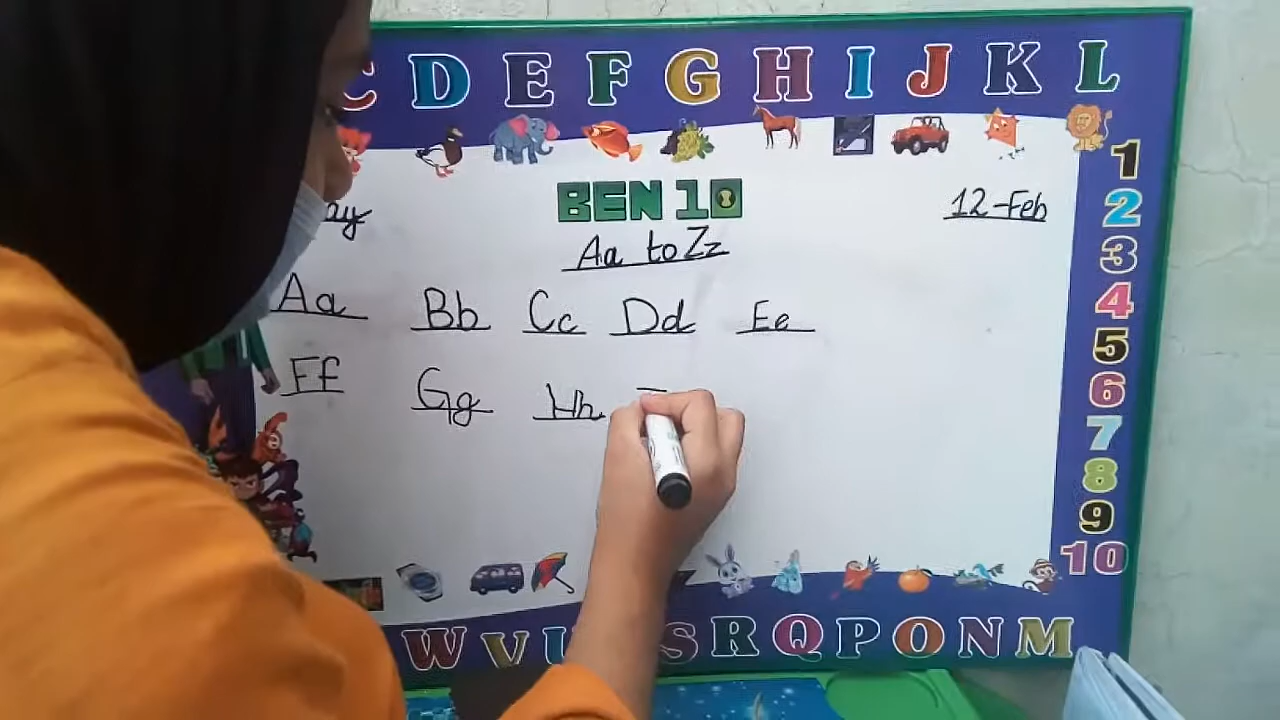 C D E F G H I J K L
BEN 10
12-Feb
Aa to Zz
Aa Bb Cc Dd Ee
Ff Gg Hh
1
2
3
4
5
6
7
8
9
10
W V U S R Q P O N M